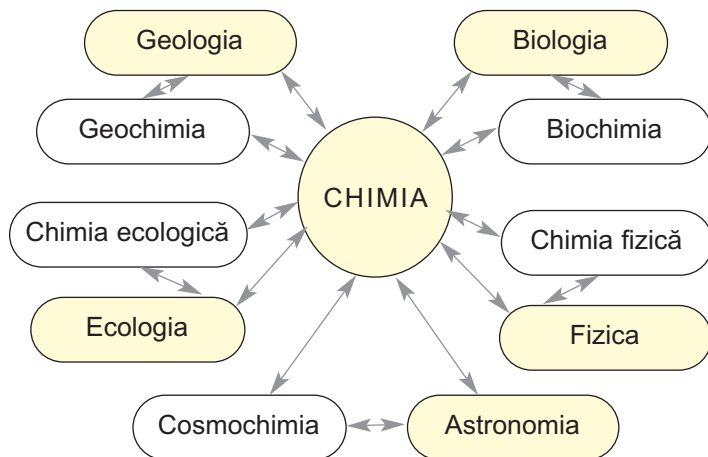 Geologia
Biologia
Geochimia
Biochimia
CHIMIA
Chimia ecologică
Chimia fizică
Ecologia
Fizica
Cosmochimia
Astronomia